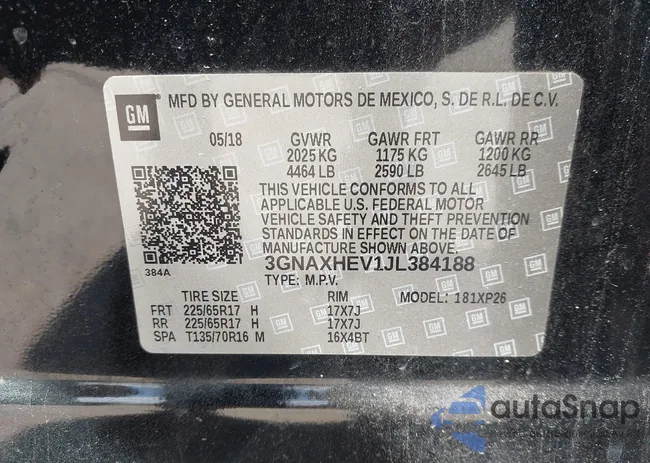 GM
MFD BY GENERAL MOTORS DE MEXICO, S. DE R.L. DE C.V.
05/18 GVWR GAWR FRT GAWR RR
2025 KG 1175 KG 1200 KG
4464 LB 2590 LB 2645 LB
THIS VEHICLE CONFORMS TO ALL
APPLICABLE U.S. FEDERAL MOTOR
VEHICLE SAFETY AND THEFT PREVENTION
STANDARDS IN EFFECT ON THE DATE OF
MANUFACTURE SHOWN ABOVE.
384A
3GNAXHEV1JL384188
TYPE: M.P.V.
TIRE SIZE RIM MODEL: 181XP26
FRT 225/65R17 H 17X7J
RR 225/65R17 H 17X7J
SPA T135/70R16 M 16X4BT
autoSnap
by CarDR.com